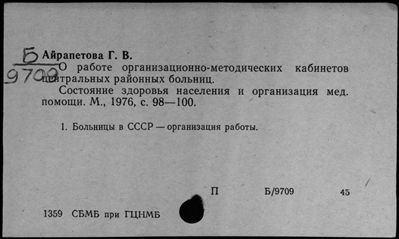 Б
9709
Айрапетова Г. В.
О работе организационно-методических кабинетов
центральных районных больниц.
Состояние здоровья населения и организация мед.
помощи. М., 1976, с. 98—100.
1. Больницы в СССР — организация работы.
П Б/9709 45
1359 СБМБ при ГЦНМБ